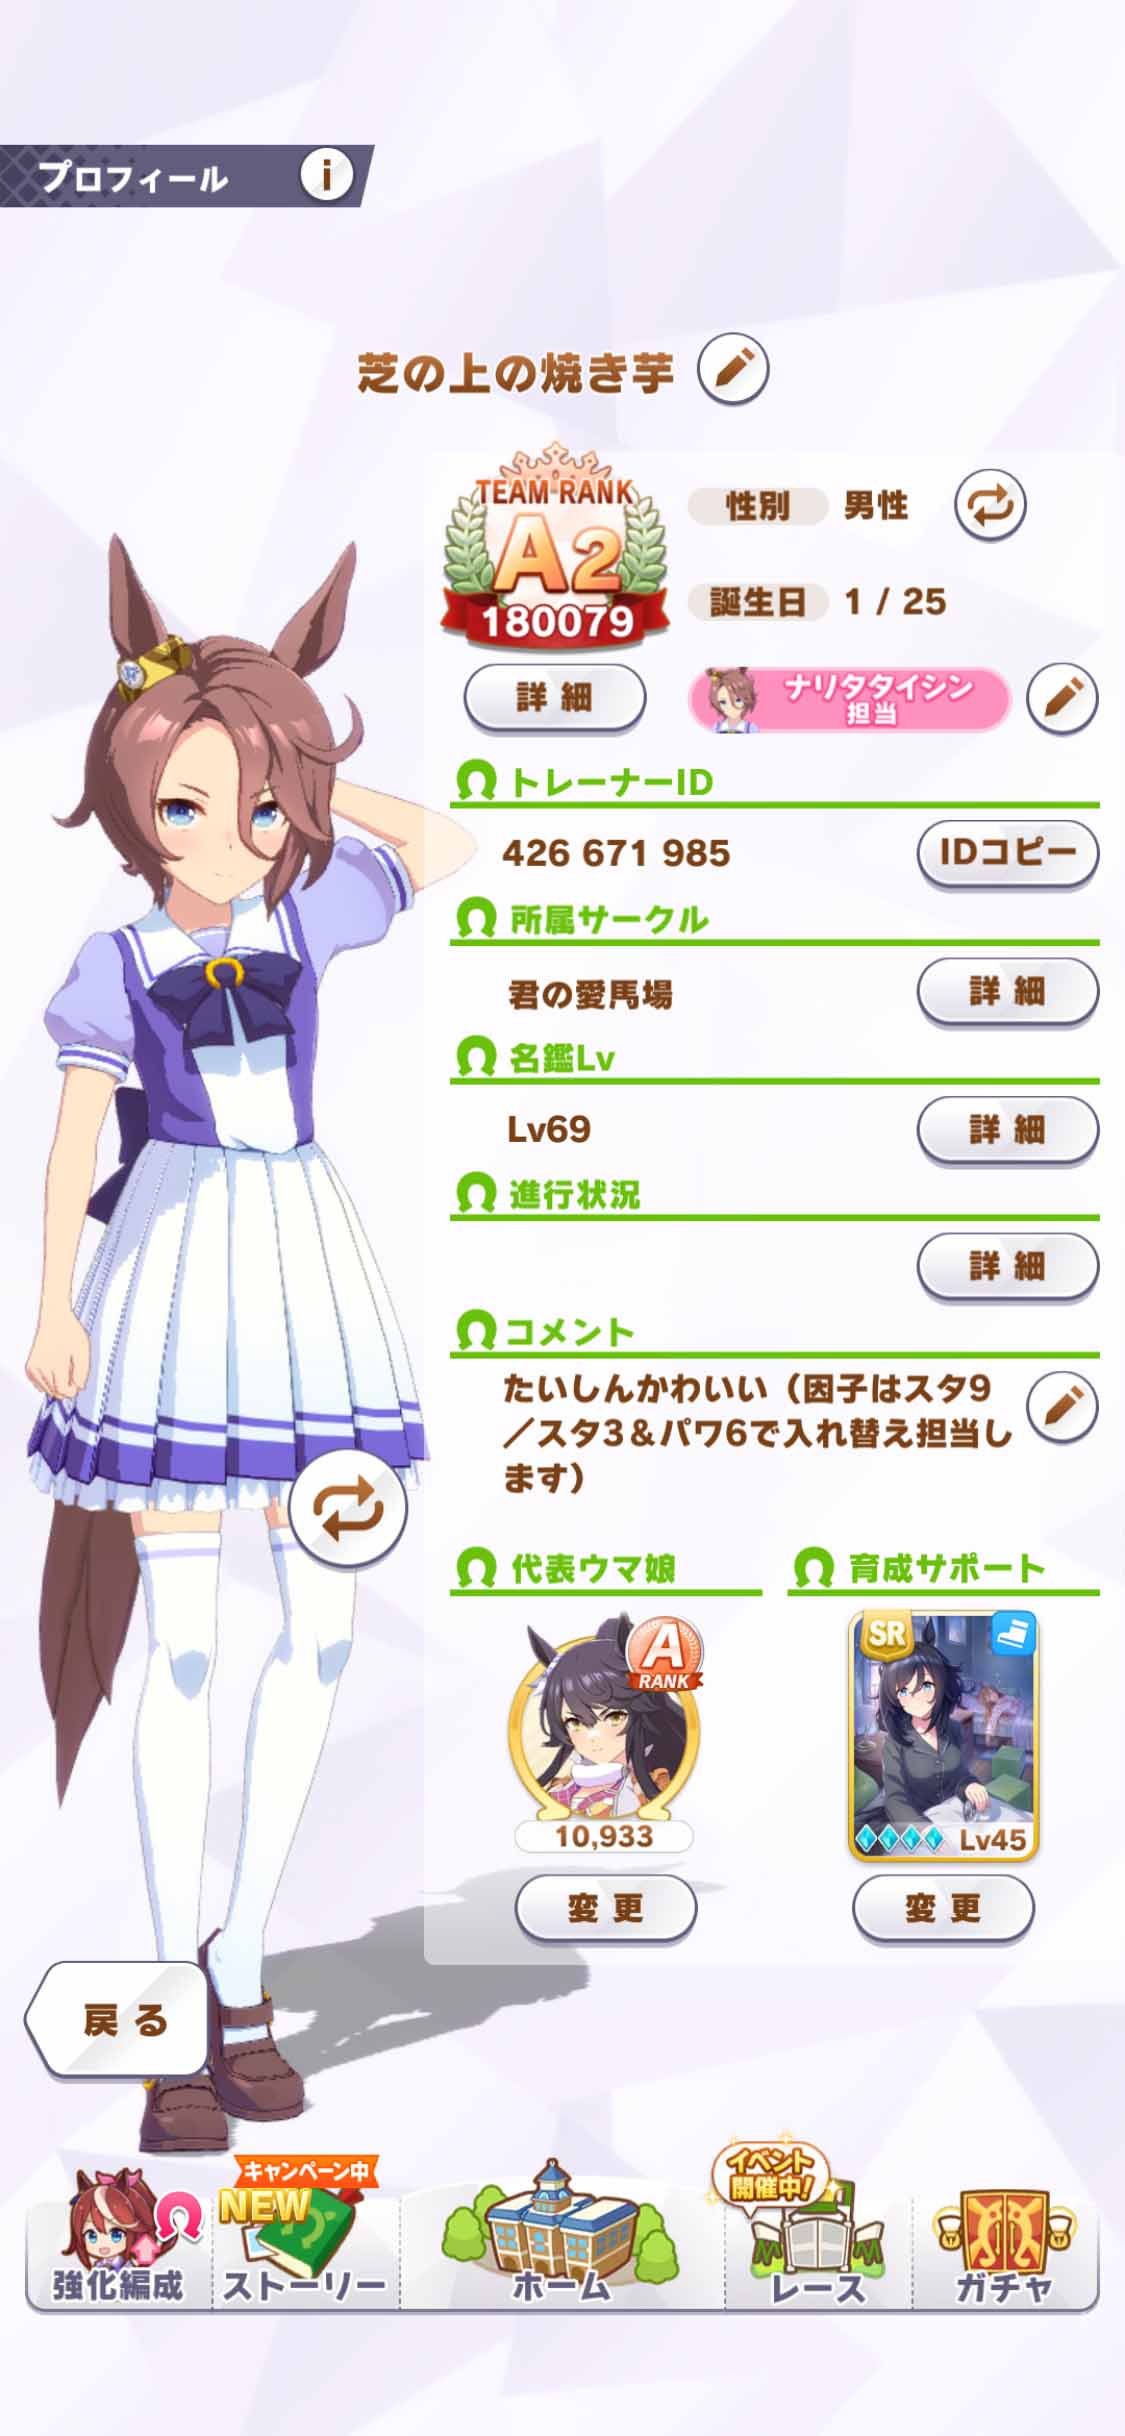 プロフィール i
芝の上の焼き芋
TEAM RANK
A2
180079
性別 男性
誕生日 1 / 25
詳細
ナリタタイシン
担当
トレーナーID
426 671 985
IDコピー
所属サークル
君の愛馬場
詳細
名鑑Lv
Lv69
詳細
進行状況
詳細
コメント
たいしんかわいい（因子はスタ9
／スタ3＆パワ6で入れ替え担当し
ます）
代表ウマ娘
育成サポート
A
RANK
10,933
変更
SR
Lv45
変更
戻る
強化編成
キャンペーン中
NEW
ストーリー
ホーム
イベント
開催中!
レース
ガチャ